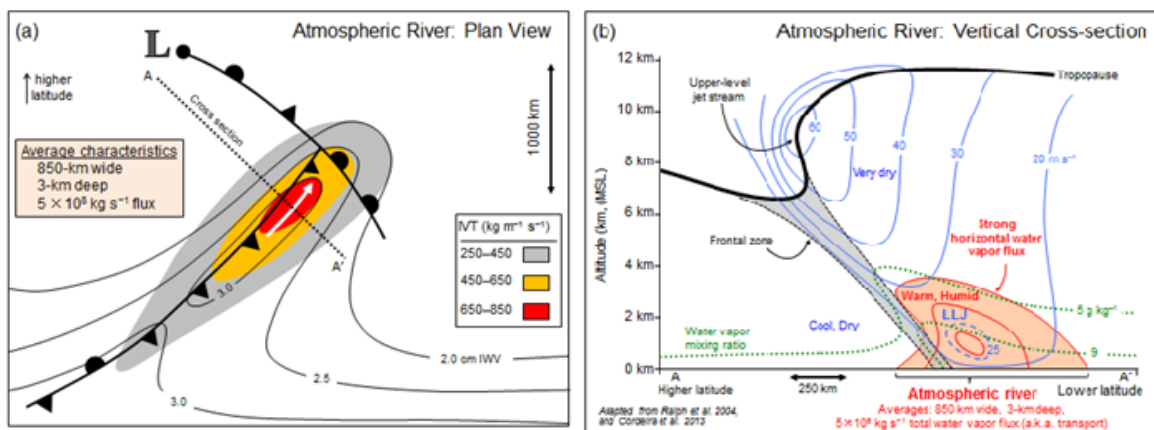 (a)
Atmospheric River: Plan View
L
higher
latitude
A
Cross section
1000 km
Average characteristics
850-km wide
3-km deep
5 × 10⁸ kg s⁻¹ flux
A'
3.0
IVT (kg m⁻¹ s⁻¹)
250–450
450–650
650–850
2.0 cm IWV
2.5
3.0
(b)
Atmospheric River: Vertical Cross-section
12 km
Tropopause
Upper-level
jet stream
10 km
60
50
40
30
20 m s⁻¹
8 km
Very dry
Altitude (km, MSL)
6 km
Frontal zone
Strong
horizontal water
vapor flux
4 km
Warm, Humid
5 g kg⁻¹
2 km
Water vapor
mixing ratio
Cool, Dry
LLJ
25
9
0 km
A
A'
Higher latitude
250 km
Lower latitude
Atmospheric river
Averages: 850 km wide, 3-km deep,
5 × 10⁸ kg s⁻¹ total water vapor flux (a.k.a. transport)
Adapted from Ralph et al. 2004,
and Cordeira et al. 2013